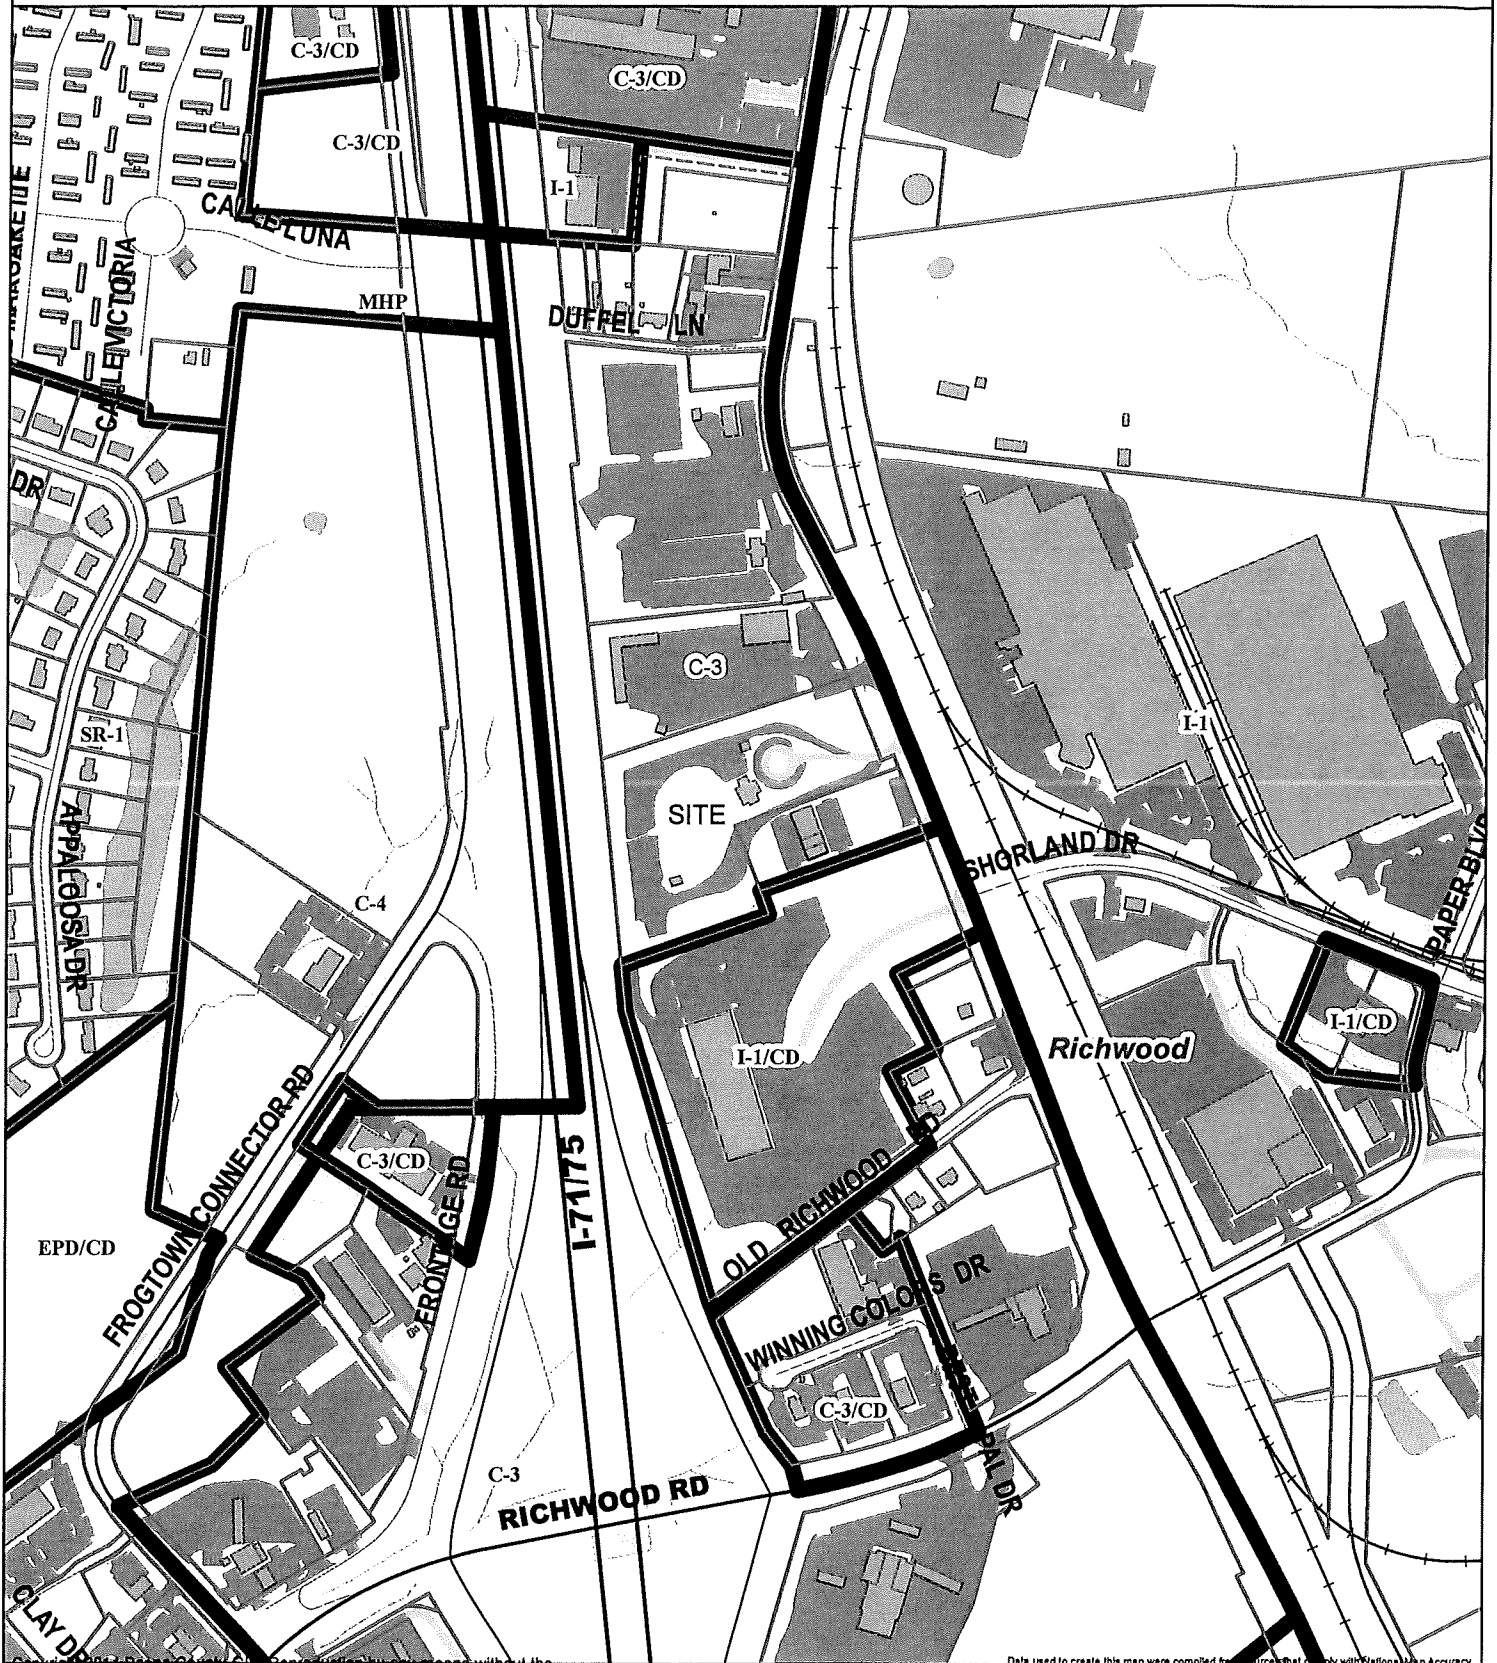 C-3/CD
C-3/CD
C-3/CD
I-1
CALLE LUNA
CALLE VICTORIA
MHP
DUFFEL LN
DR
C-3
I-1
SR-1
SITE
SHORLAND DR
PAPER BLVD
APPALOOSA DR
C-4
I-1/CD
Richwood
I-1/CD
FROGTOWN CONNECTOR RD
C-3/CD
FRONTAGE RD
I-71/75
OLD RICHWOOD RD
EPD/CD
WINNING COLORS DR
C-3/CD
PAL DR
C-3
RICHWOOD RD
CLAY DR
Data used to create this map were compiled from sources that comply with National Map Accuracy